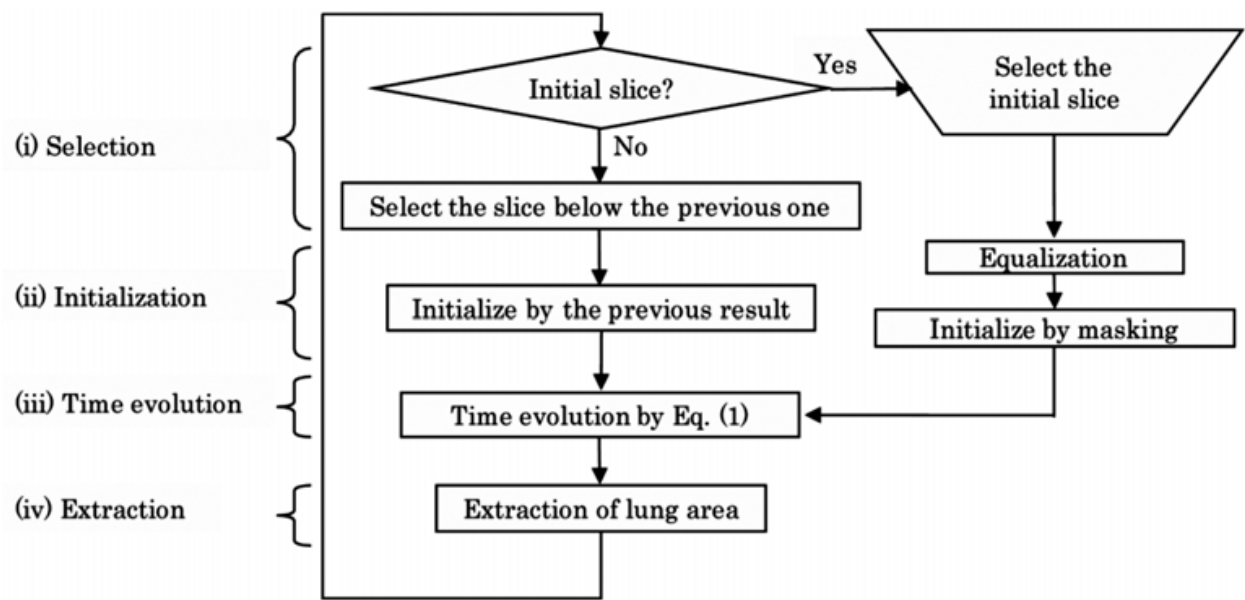 (i) Selection
(ii) Initialization
(iii) Time evolution
(iv) Extraction
Initial slice?
Yes
No
Select the slice below the previous one
Initialize by the previous result
Time evolution by Eq. (1)
Extraction of lung area
Select the
initial slice
Equalization
Initialize by masking